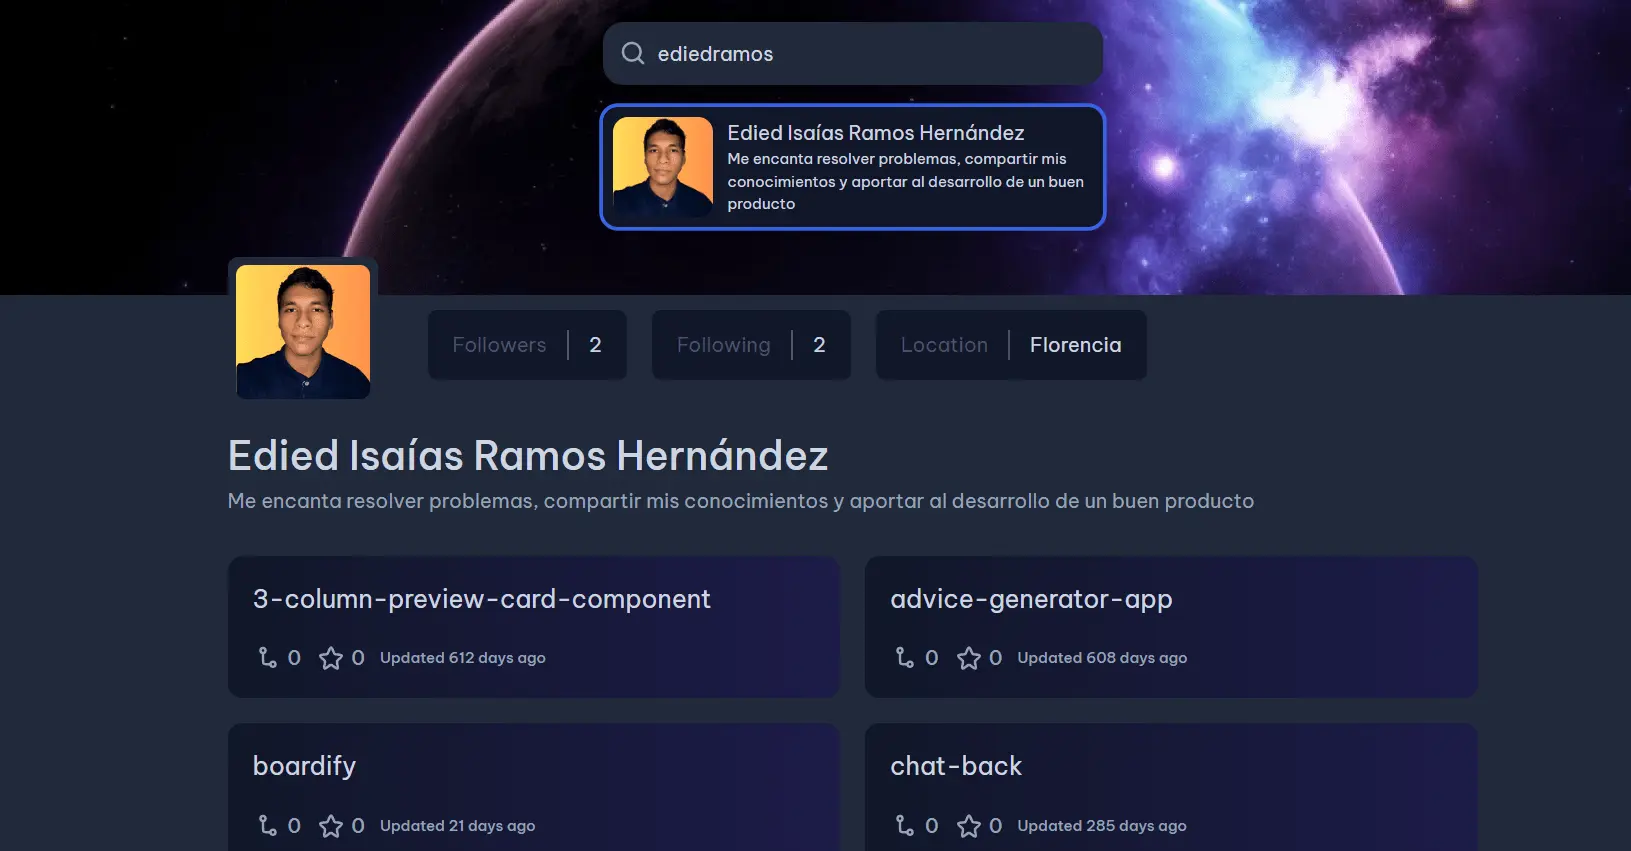 ediedramos
Edied Isaías Ramos Hernández
Me encanta resolver problemas, compartir mis
conocimientos y aportar al desarrollo de un buen
producto
Followers 2
Following 2
Location Florencia
Edied Isaías Ramos Hernández
Me encanta resolver problemas, compartir mis conocimientos y aportar al desarrollo de un buen producto
3-column-preview-card-component
0 0 Updated 612 days ago
advice-generator-app
0 0 Updated 608 days ago
boardify
0 0 Updated 21 days ago
chat-back
0 0 Updated 285 days ago